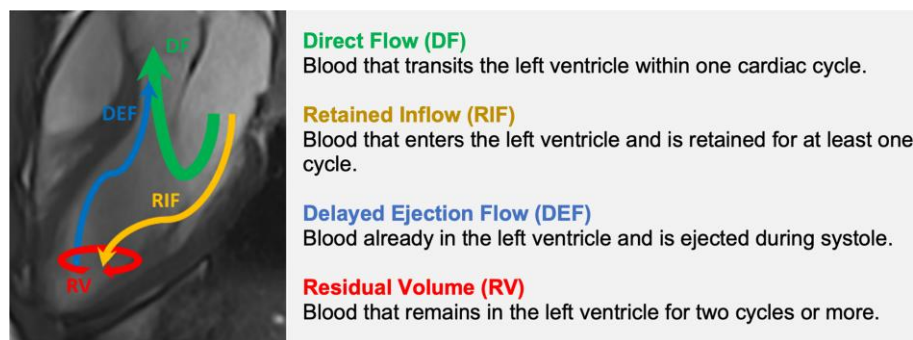 DF
DEF
RIF
RV
Direct Flow (DF)
Blood that transits the left ventricle within one cardiac cycle.
Retained Inflow (RIF)
Blood that enters the left ventricle and is retained for at least one
cycle.
Delayed Ejection Flow (DEF)
Blood already in the left ventricle and is ejected during systole.
Residual Volume (RV)
Blood that remains in the left ventricle for two cycles or more.